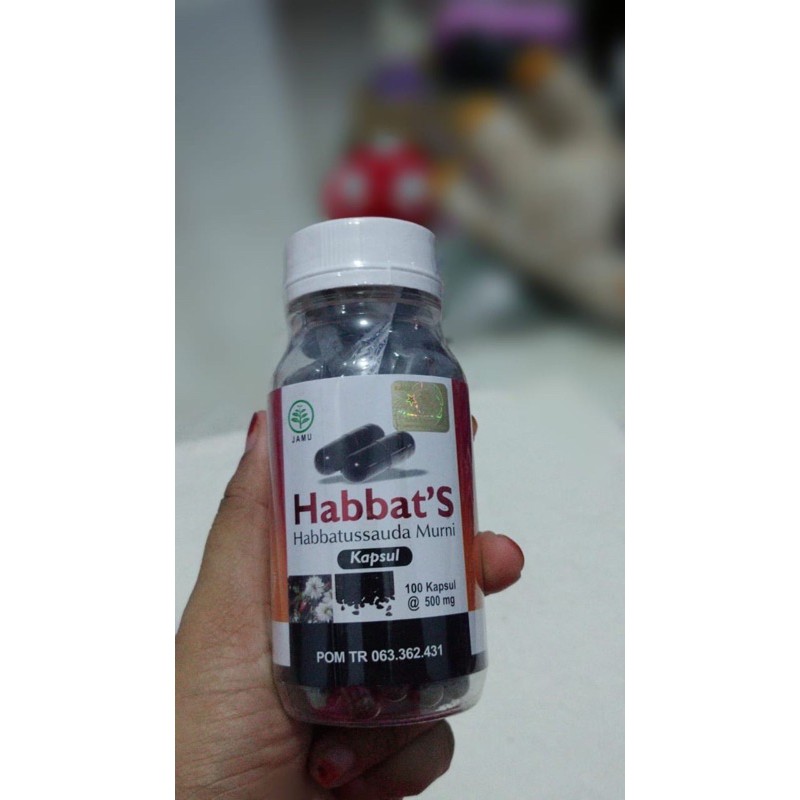 JAMU
Habbat'S
Habbatussauda Murni
Kapsul
100 Kapsul
@ 500 mg
POM TR 063.362.431